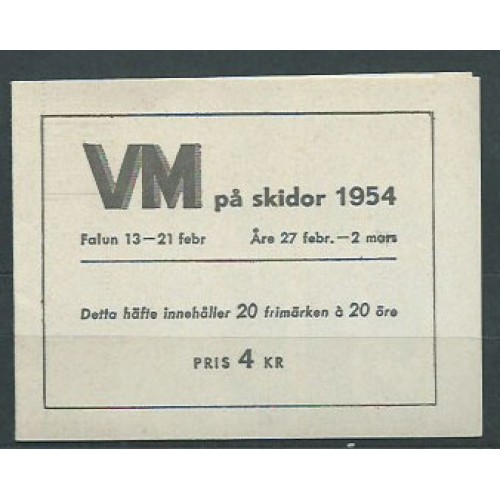 VM på skidor 1954
Falun 13—21 febr Åre 27 febr.—2 mars
Detta häfte innehåller 20 frimärken à 20 öre
PRIS 4 KR